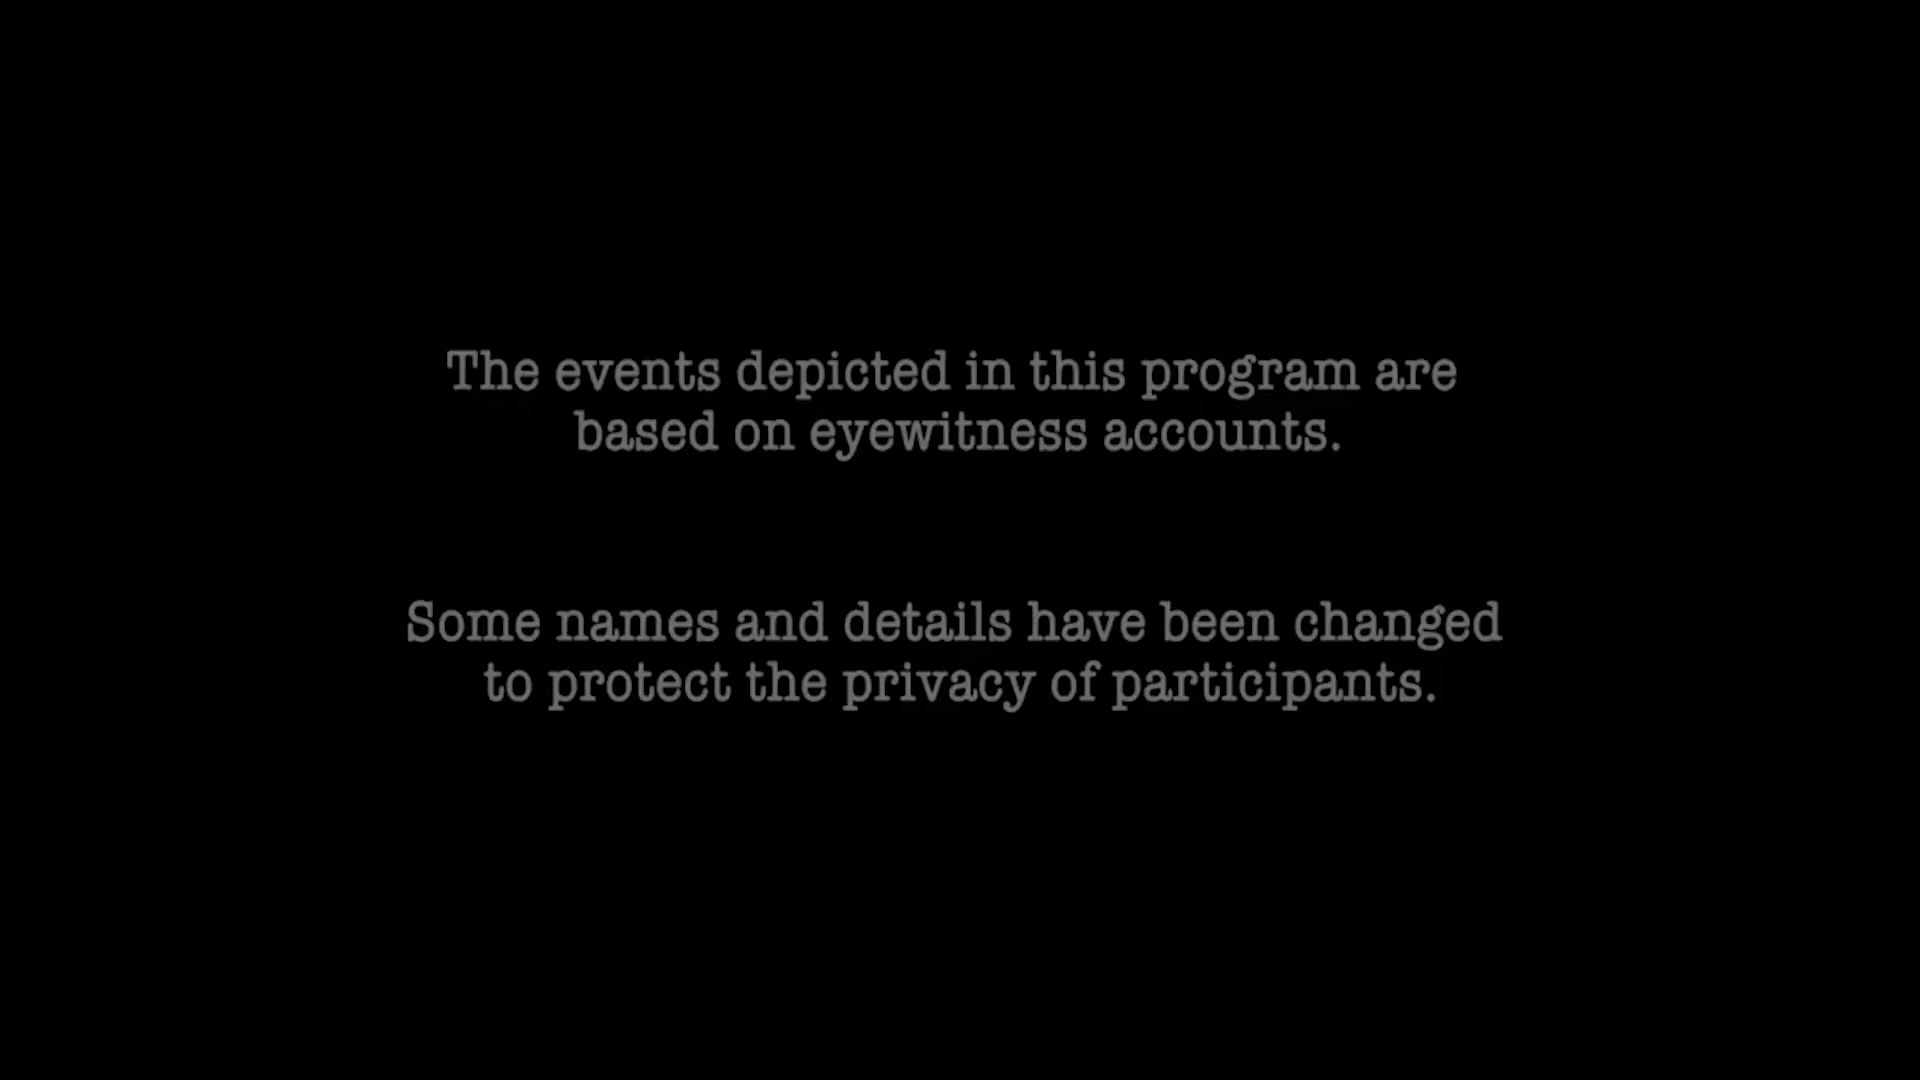 The events depicted in this program are
based on eyewitness accounts.
Some names and details have been changed
to protect the privacy of participants.